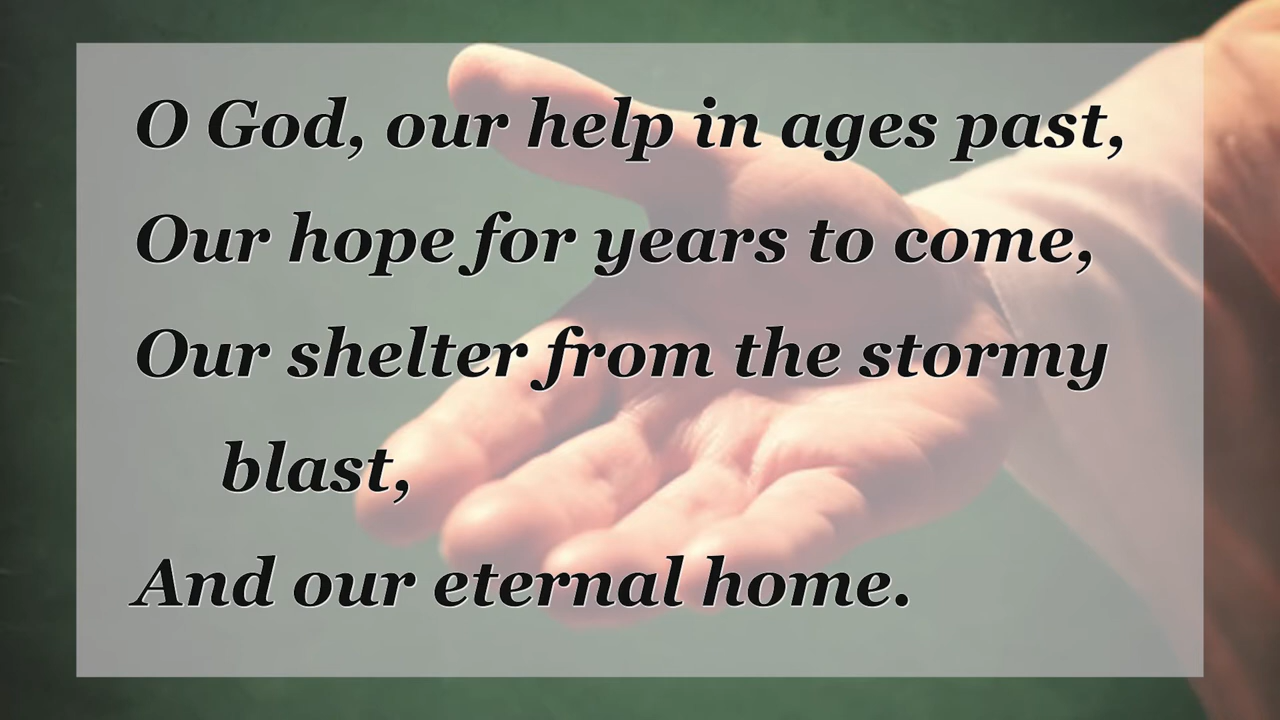 O God, our help in ages past,
Our hope for years to come,
Our shelter from the stormy
blast,
And our eternal home.